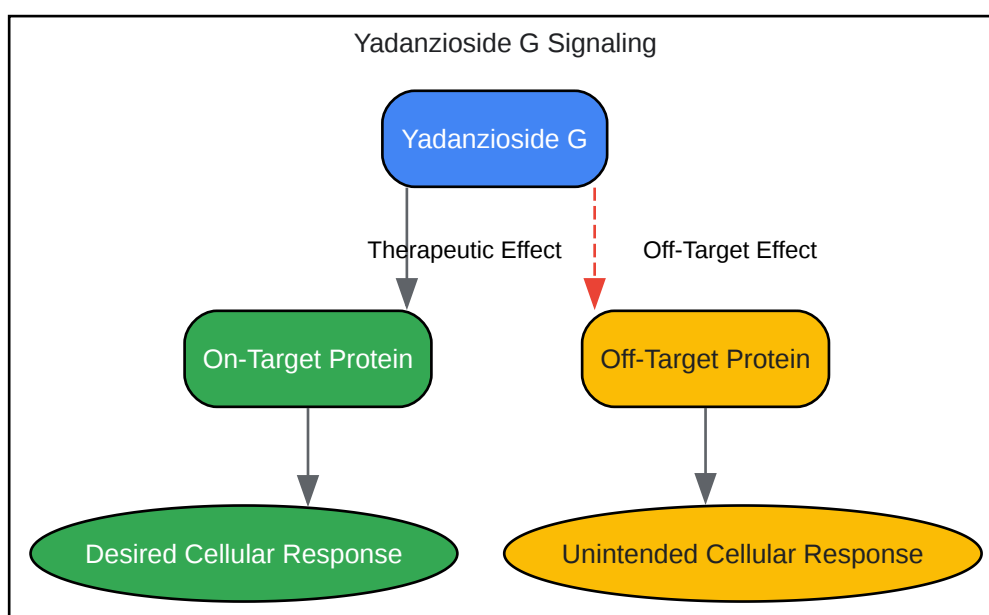 Yadanzioside G Signaling
Yadanzioside G
Therapeutic Effect
Off-Target Effect
On-Target Protein
Off-Target Protein
Desired Cellular Response
Unintended Cellular Response